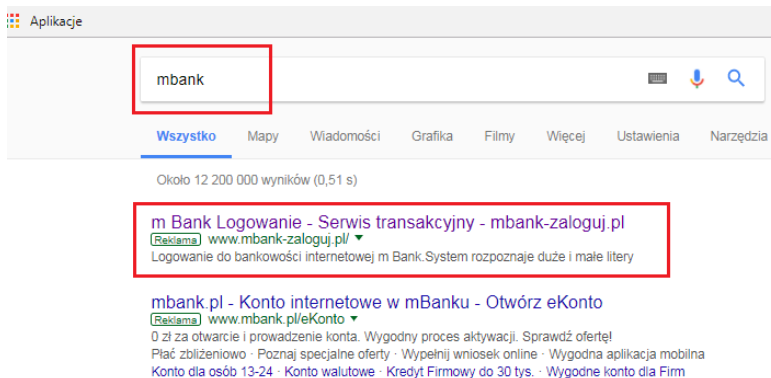 Aplikacje
mbank
Wszystko Mapy Wiadomości Grafika Filmy Więcej Ustawienia Narzędzia
Około 12 200 000 wyników (0,51 s)
m Bank Logowanie - Serwis transakcyjny - mbank-zaloguj.pl
Reklama www.mbank-zaloguj.pl/
Logowanie do bankowości internetowej m Bank.System rozpoznaje duże i małe litery
mbank.pl - Konto internetowe w mBanku - Otwórz eKonto
Reklama www.mbank.pl/eKonto
0 zł za otwarcie i prowadzenie konta. Wygodny proces aktywacji. Sprawdź ofertę!
Płać zbliżeniowo · Poznaj specjalne oferty · Wypełnij wniosek online · Wygodna aplikacja mobilna
Konto dla osób 13-24 · Konto walutowe · Kredyt Firmowy do 30 tys. · Wygodne konto dla Firm